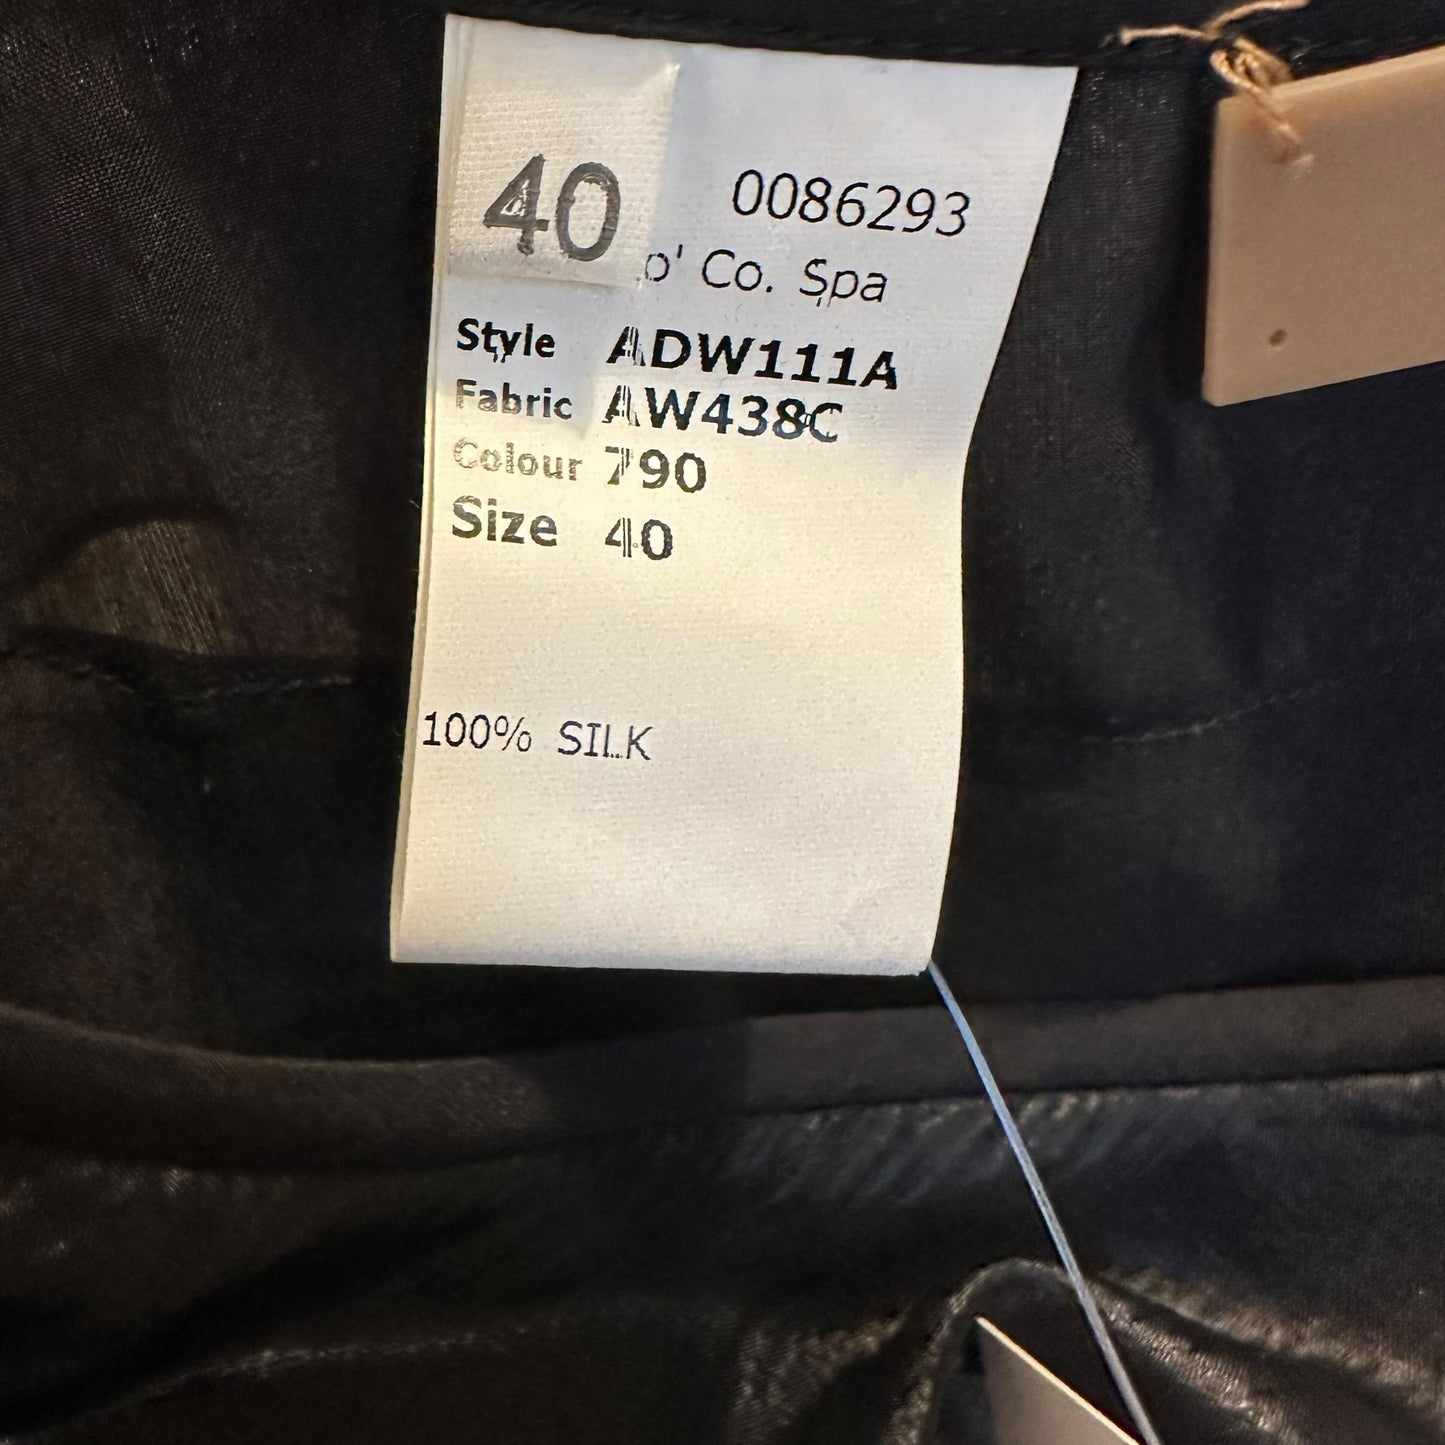 40
0086293
o' Co. Spa
Style ADW111A
Fabric AW438C
Colour 790
Size 40
100% SILK